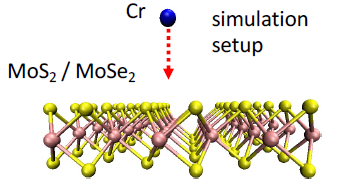 Cr
simulation
setup
MoS₂ / MoSe₂